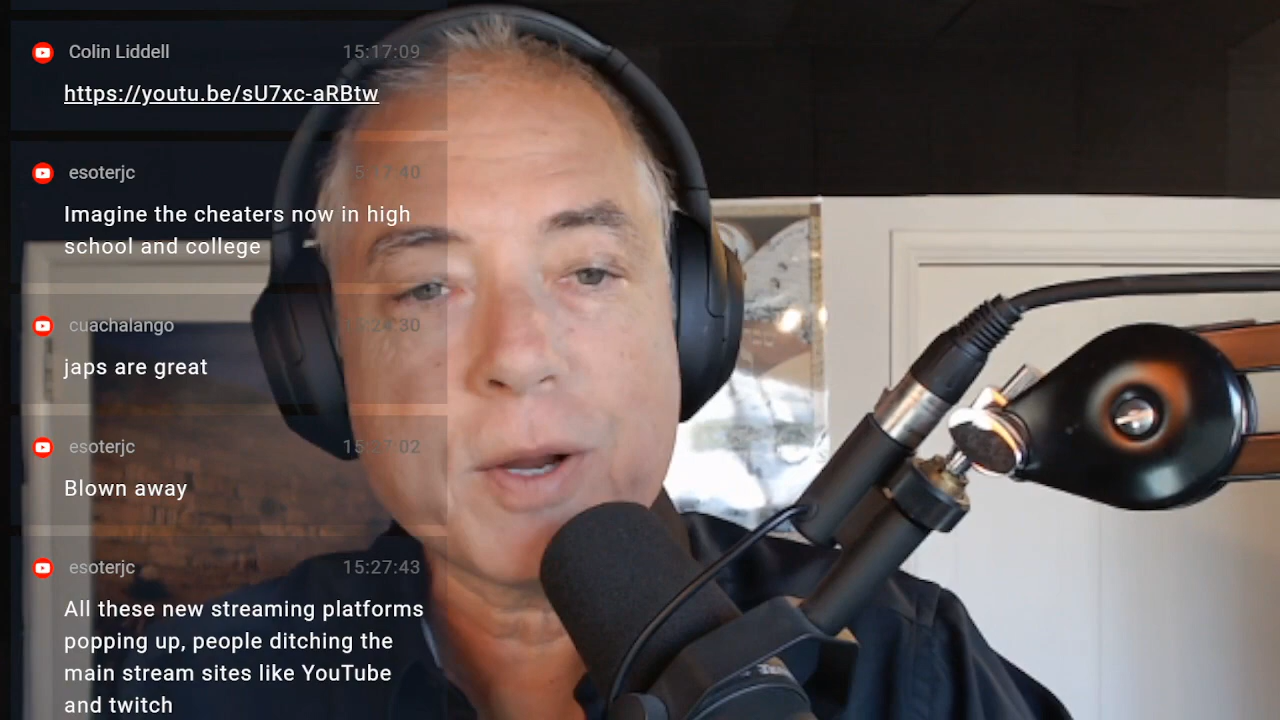 Colin Liddell 15:17:09
https://youtu.be/sU7xc-aRBtw
esoterjc
Imagine the cheaters now in high
school and college
cuachalango
japs are great
esoterjc
Blown away
esoterjc 15:27:43
All these new streaming platforms
popping up, people ditching the
main stream sites like YouTube
and twitch